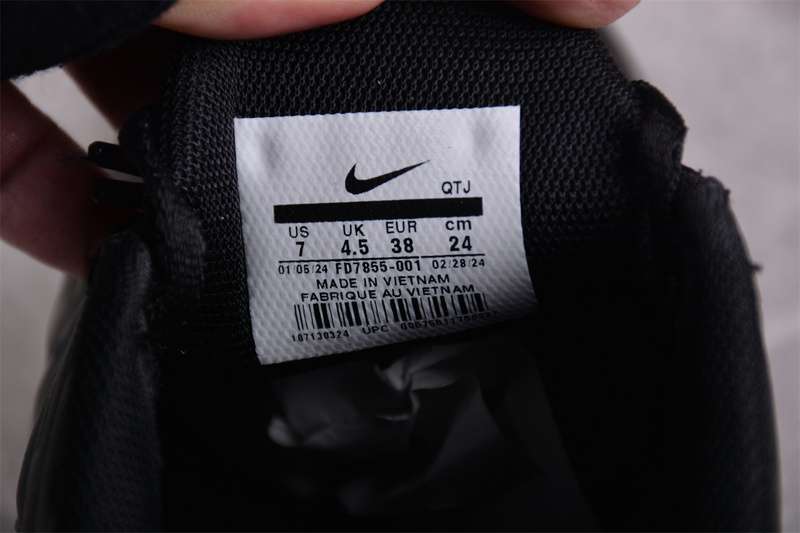 QTJ
US UK EUR cm
7 4.5 38 24
01/05/24 FD7855-001 02/28/24
MADE IN VIETNAM
FABRIQUE AU VIETNAM
107130324 UPC